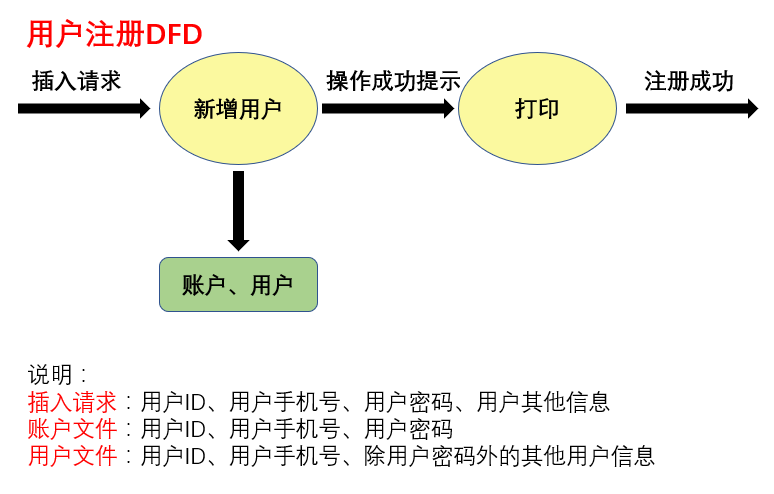 用户注册DFD
插入请求
操作成功提示
注册成功
新增用户
打印
账户、用户
说明：
插入请求：用户ID、用户手机号、用户密码、用户其他信息
账户文件：用户ID、用户手机号、用户密码
用户文件：用户ID、用户手机号、除用户密码外的其他用户信息